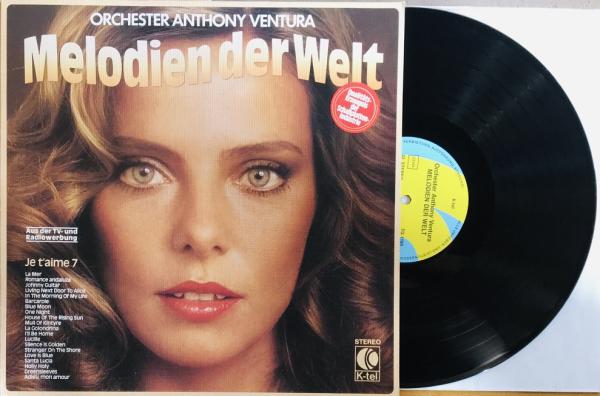 ORCHESTER ANTHONY VENTURA
Melodien der Welt
Aus der TV- und
Radiowerbung
Je t'aime 7
La Mer
Romance andaluza
Johnny Guitar
Living Next Door To Alice
In The Morning Of My Life
Barcarole
Blue Moon
One Night
House Of The Rising Sun
Mull Of Kintyre
La Golondrina
I'll Be Home
Lucille
Silence is Golden
Stranger On The Shore
Love is Blue
Santa Lucia
Holly Holy
Greensleeves
Adieu mon amour
STEREO
K
K-tel
Orchester Anthony Ventura
MELODIEN DER WELT